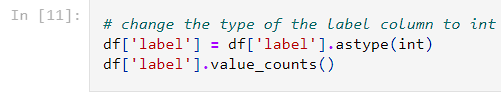 In [11]:
# change the type of the label column to int
df['label'] = df['label'].astype(int)
df['label'].value_counts()